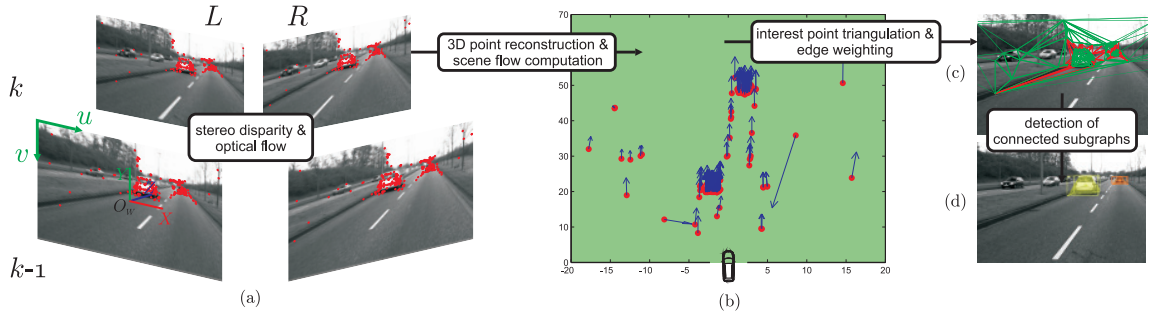 L
R
k
u
v
stereo disparity &
optical flow
O_W
X
k-1
(a)
3D point reconstruction &
scene flow computation
70
60
50
40
30
20
10
0
-20
-15
-10
-5
0
5
10
15
20
(b)
interest point triangulation &
edge weighting
(c)
detection of
connected subgraphs
(d)